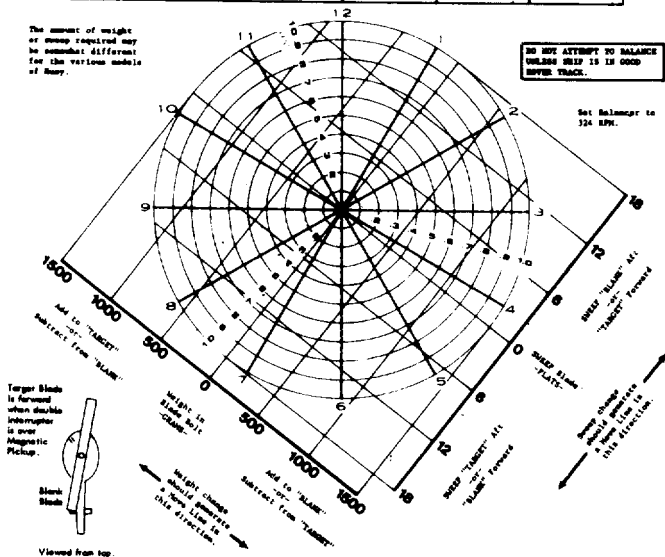 The amount of weight
or sweep required may
be somewhat different
for the various models
of Huey.
DO NOT ATTEMPT TO BALANCE
UNLESS SHIP IS IN GOOD
HOVER TRACK.
Set Balancer to
324 RPM.
12
1
2
3
4
5
6
7
8
9
10
11
1500
1000
500
0
500
1000
1500
18
12
6
0
6
12
18
Add to "TARGET"
-or-
Subtract from "BLANK"
Weight in
Blade Bolt
-GRAMS-
Add to "BLANK"
-or-
Subtract from "TARGET"
SWEEP "BLANK" Aft
-or-
"TARGET" Forward
SWEEP Blade
-FLATS-
SWEEP "TARGET" Aft
-or-
"BLANK" Forward
Sweep change
should generate
a Move Line in
this direction.
Weight change
should generate
a Move Line in
this direction.
Target Blade
is forward
when double
interrupter
is over
Magnetic
Pickup.
Blank
Blade
Viewed from top.